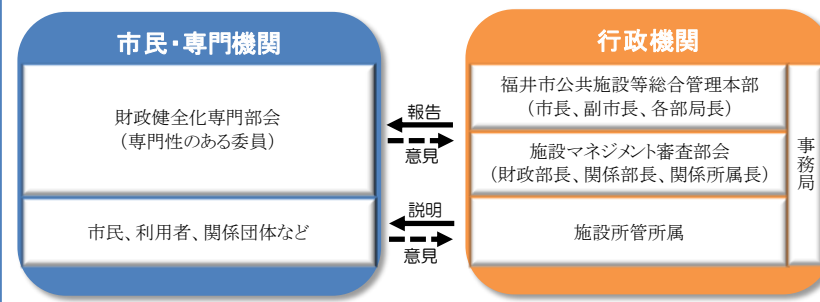 市民・専門機関
財政健全化専門部会
（専門性のある委員）
市民、利用者、関係団体など
報告
意見
説明
意見
行政機関
福井市公共施設等総合管理本部
（市長、副市長、各部局長）
施設マネジメント審査部会
（財政部長、関係部長、関係所属長）
施設所管所属
事務局